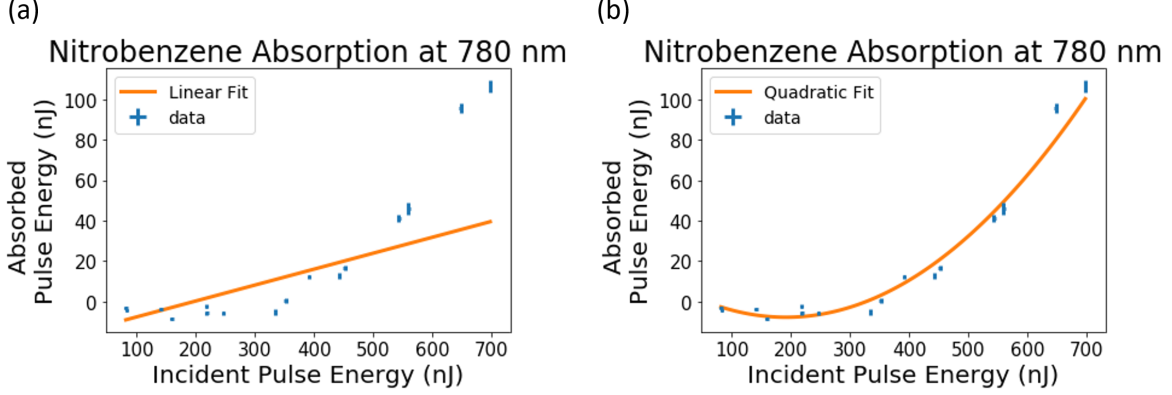 (a)
Nitrobenzene Absorption at 780 nm
Linear Fit
data
100
80
60
40
20
0
Absorbed
Pulse Energy (nJ)
100 200 300 400 500 600 700
Incident Pulse Energy (nJ)
(b)
Nitrobenzene Absorption at 780 nm
Quadratic Fit
data
100
80
60
40
20
0
Absorbed
Pulse Energy (nJ)
100 200 300 400 500 600 700
Incident Pulse Energy (nJ)